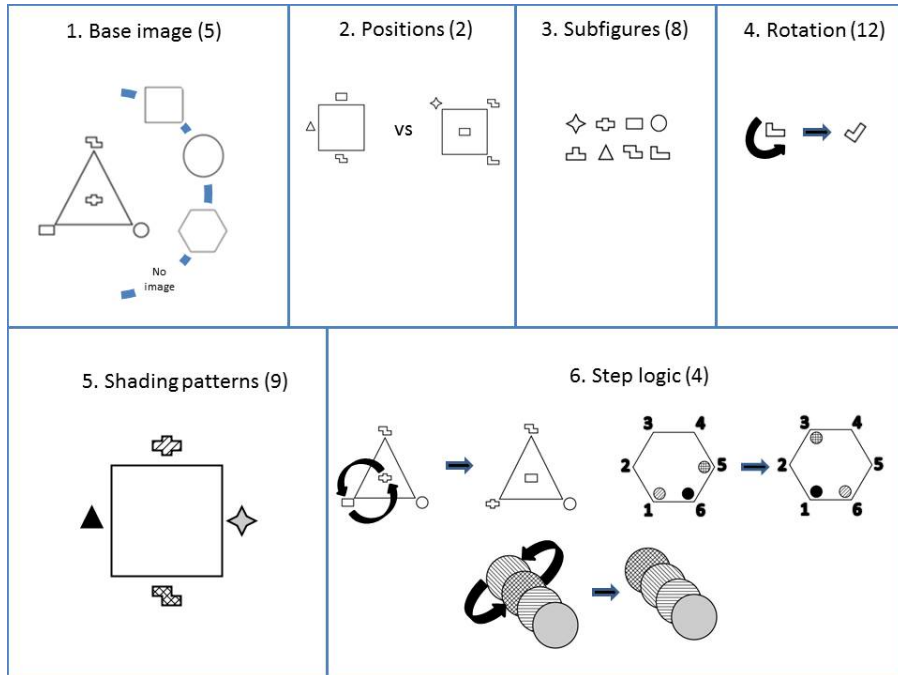 1. Base image (5)
No
image
2. Positions (2)
vs
3. Subfigures (8)
4. Rotation (12)
5. Shading patterns (9)
6. Step logic (4)
3 4
2 5
1 6
3 4
2 5
1 6